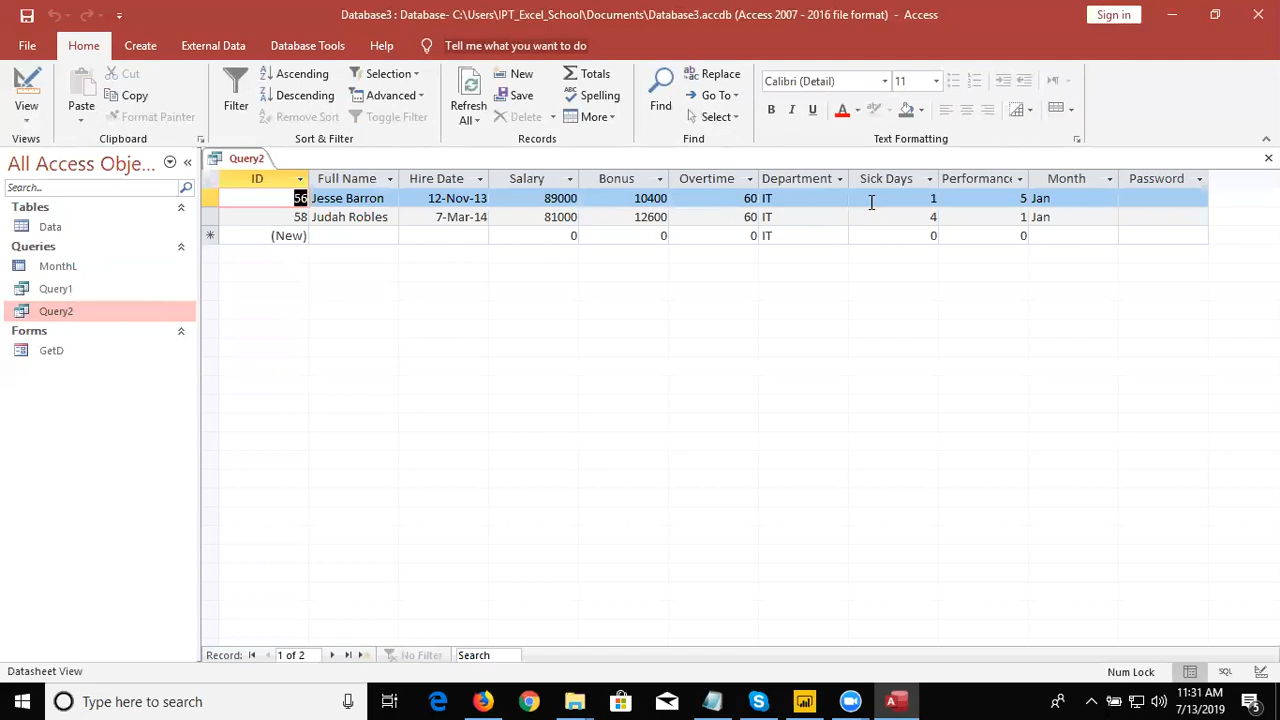 Database3 : Database- C:\Users\IPT_Excel_School\Documents\Database3.accdb (Access 2007 - 2016 file format) - Access
Sign in
File Home Create External Data Database Tools Help Tell me what you want to do
View
Views
Paste
Cut
Copy
Format Painter
Clipboard
Filter
Ascending
Descending
Remove Sort
Selection
Advanced
Toggle Filter
Sort & Filter
Refresh
All
New
Save
Delete
Totals
Spelling
More
Records
Find
Replace
Go To
Select
Find
Calibri (Detail) 11
B I U A
Text Formatting
All Access Obje...
Search...
Tables
Data
Queries
MonthL
Query1
Query2
Forms
GetD
Query2
ID Full Name Hire Date Salary Bonus Overtime Department Sick Days Performanc Month Password
56 Jesse Barron 12-Nov-13 89000 10400 60 IT 1 5 Jan
58 Judah Robles 7-Mar-14 81000 12600 60 IT 4 1 Jan
(New) 0 0 0 IT 0 0
Record: 1 of 2 No Filter Search
Datasheet View
Num Lock
SQL
Type here to search
11:31 AM
7/13/2019
5